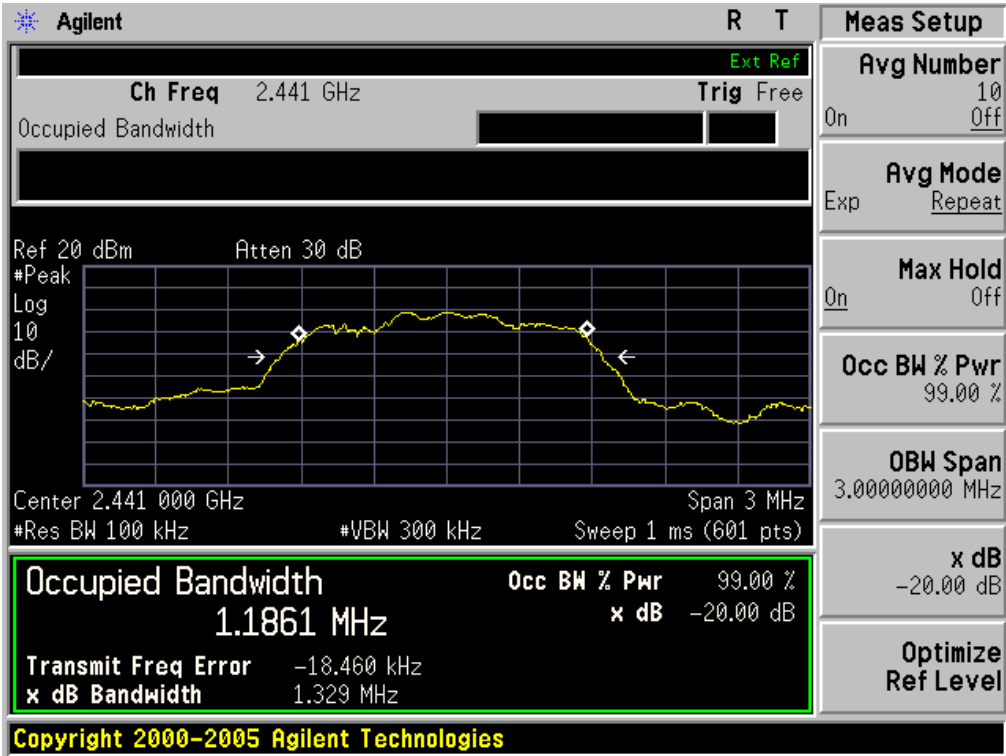 Agilent R T
Ext Ref
Ch Freq 2.441 GHz Trig Free
Occupied Bandwidth
Ref 20 dBm Atten 30 dB
#Peak
Log
10
dB/
Center 2.441 000 GHz Span 3 MHz
#Res BW 100 kHz #VBW 300 kHz Sweep 1 ms (601 pts)
Occupied Bandwidth Occ BW % Pwr 99.00 %
1.1861 MHz x dB -20.00 dB
Transmit Freq Error -18.460 kHz
x dB Bandwidth 1.329 MHz
Copyright 2000-2005 Agilent Technologies
Meas Setup
Avg Number
10
On Off
Avg Mode
Exp Repeat
Max Hold
On Off
Occ BW % Pwr
99.00 %
OBW Span
3.00000000 MHz
x dB
-20.00 dB
Optimize
Ref Level